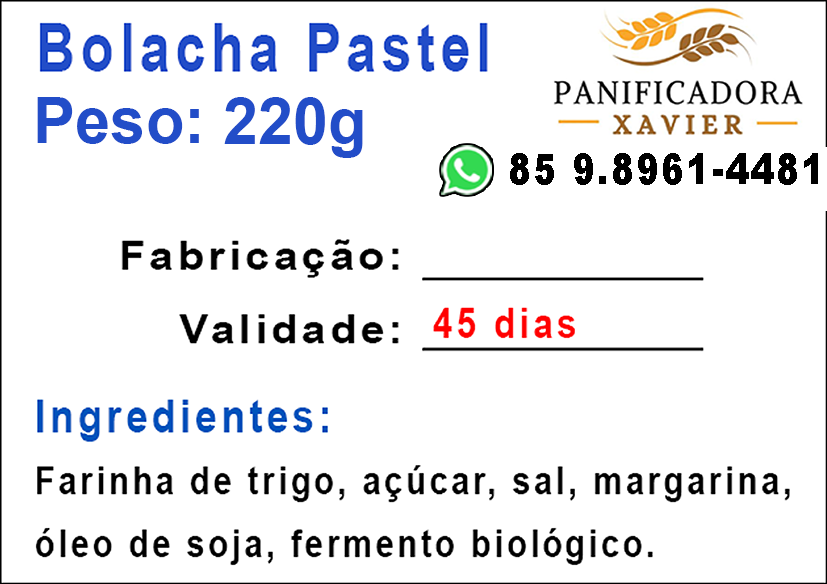 Bolacha Pastel
Peso: 220g
PANIFICADORA
XAVIER
85 9.8961-4481
Fabricação:
Validade: 45 dias
Ingredientes:
Farinha de trigo, açúcar, sal, margarina,
óleo de soja, fermento biológico.